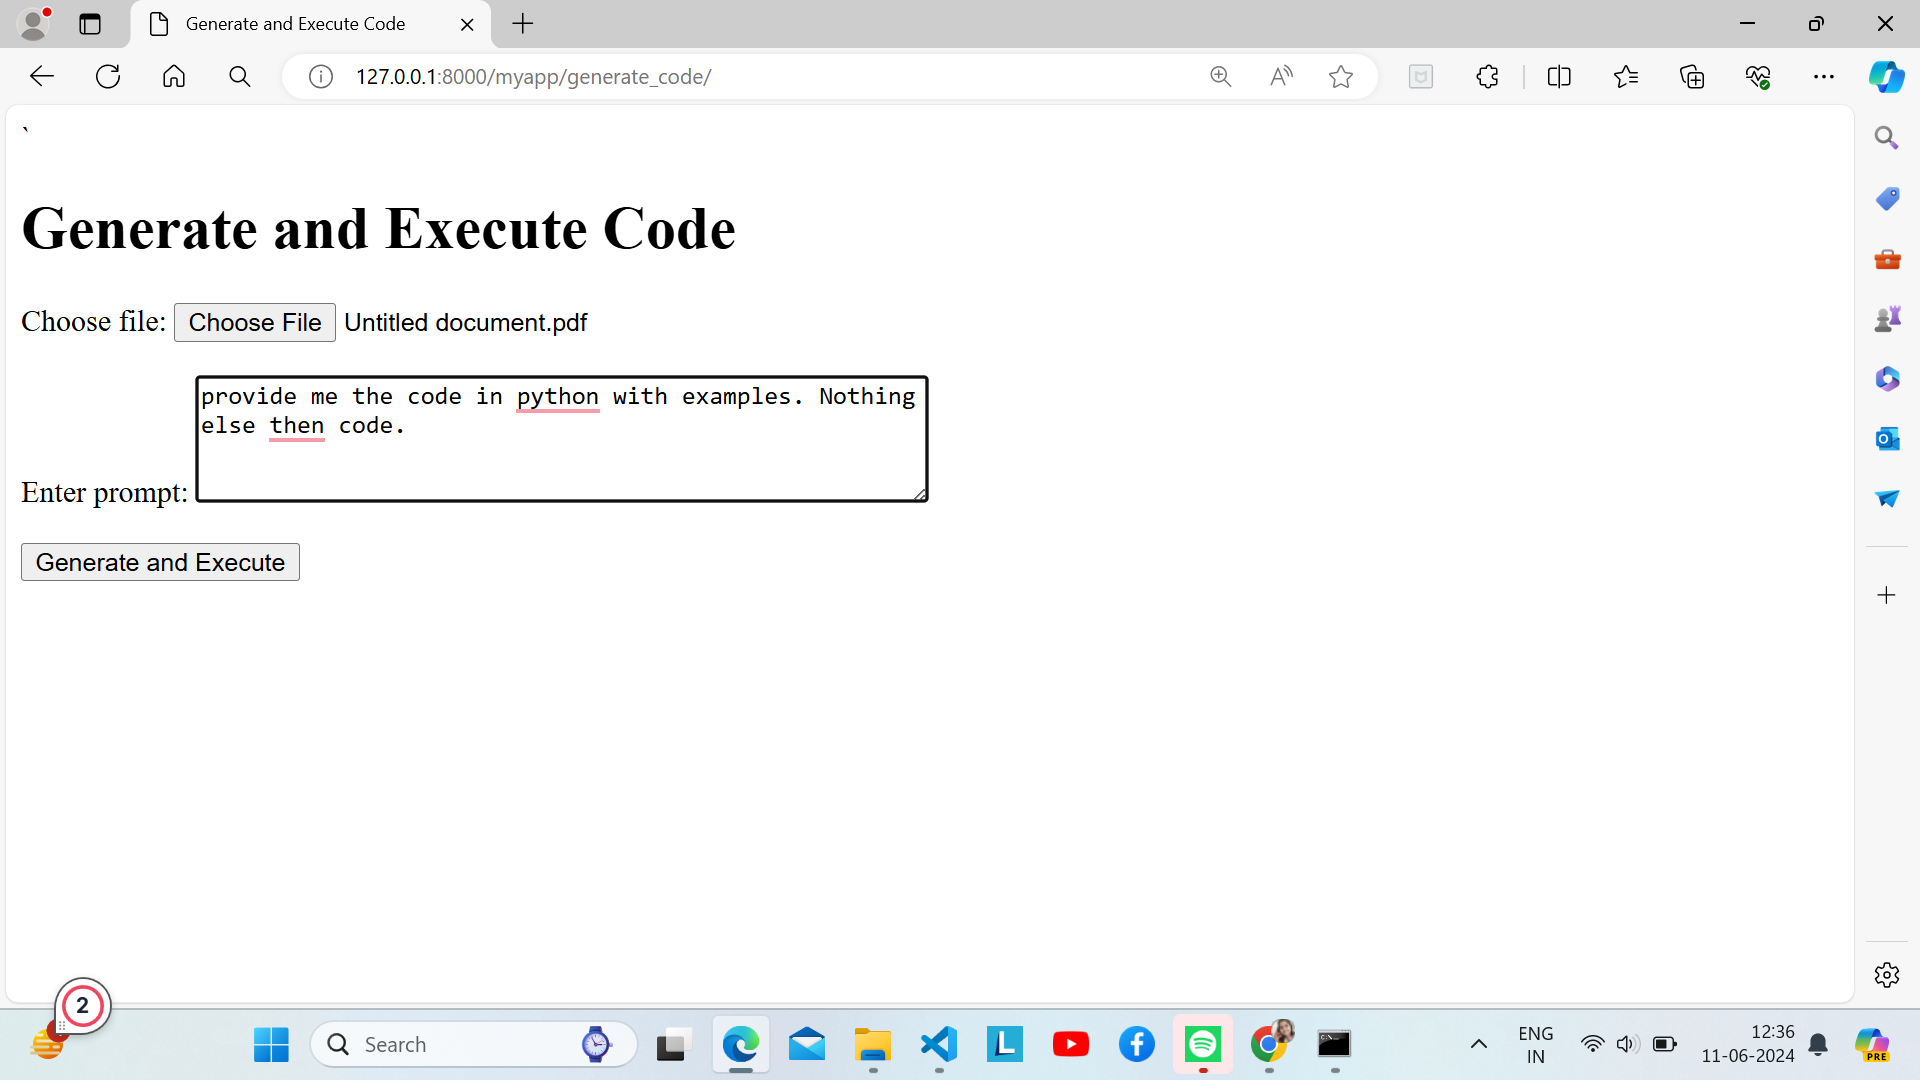 Generate and Execute Code
127.0.0.1:8000/myapp/generate_code/
`
Generate and Execute Code
Choose file: Choose File Untitled document.pdf
provide me the code in python with examples. Nothing
else then code.
Enter prompt:
Generate and Execute
2
Search
L
ENG
IN
12:36
11-06-2024
PRE